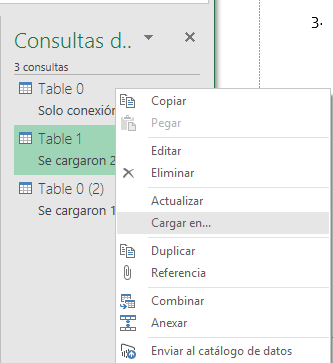 3.
Consultas d..
3 consultas
Table 0
Solo conexión
Table 1
Se cargaron 2
Table 0 (2)
Se cargaron 1
Copiar
Pegar
Editar
Eliminar
Actualizar
Cargar en...
Duplicar
Referencia
Combinar
Anexar
Enviar al catálogo de datos